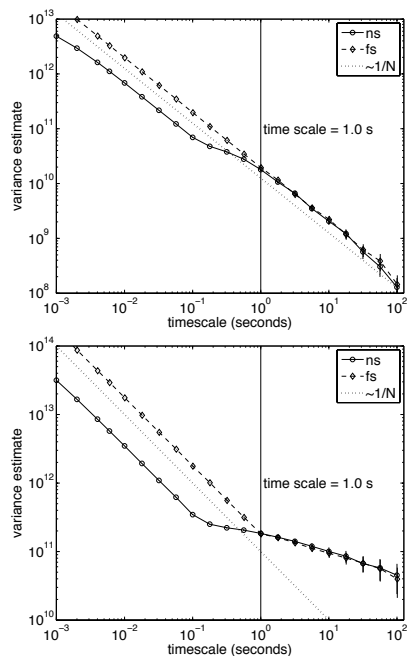 10^13
10^12
10^11
10^10
10^9
10^8
variance estimate
ns
fs
~1/N
time scale = 1.0 s
10^-3
10^-2
10^-1
10^0
10^1
10^2
timescale (seconds)
10^14
10^13
10^12
10^11
10^10
variance estimate
ns
fs
~1/N
time scale = 1.0 s
10^-3
10^-2
10^-1
10^0
10^1
10^2
timescale (seconds)